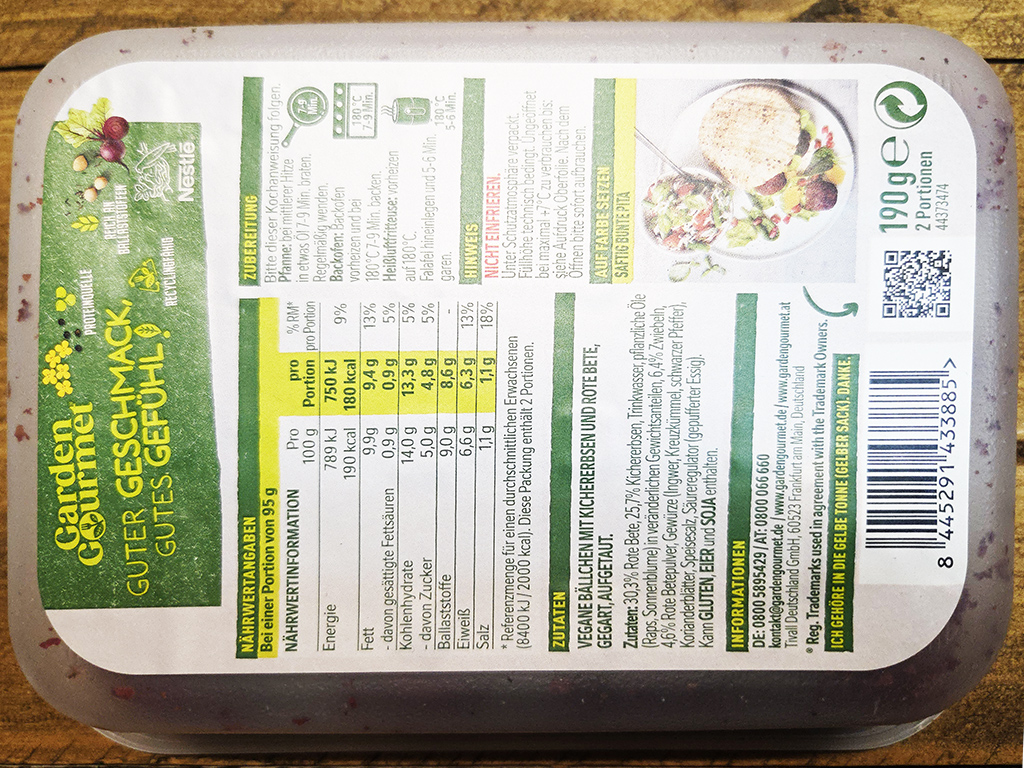 Garden
Gourmet®
PROTEINQUELLE
REICH AN
BALLASTSTOFFEN
GUTER GESCHMACK,
GUTES GEFÜHL!
RECYCLINGFÄHIG
Nestlé
NÄHRWERTANGABEN
Bei einer Portion von 95 g
NÄHRWERTINFORMATION Pro 100 g pro Portion % RM* pro Portion
Energie 789 kJ 750 kJ
190 kcal 180 kcal 9%
Fett 9,9g 9,4 g 13%
- davon gesättigte Fettsäuren 0,9 g 0,9 g 5%
Kohlenhydrate 14,0 g 13,3 g 5%
- davon Zucker 5,0 g 4,8 g 5%
Ballaststoffe 9,0 g 8,6 g -
Eiweiß 6,6 g 6,3 g 13%
Salz 1,1 g 1,1 g 18%
* Referenzmenge für einen durchschnittlichen Erwachsenen
(8400 kJ / 2000 kcal). Diese Packung enthält 2 Portionen.
ZUTATEN
VEGANE BÄLLCHEN MIT KICHERERBSEN UND ROTE BETE,
GEGART, AUFGETAUT.
Zutaten: 30,3% Rote Bete, 25,7% Kichererbsen, Trinkwasser, pflanzliche Öle
(Raps, Sonnenblume) in veränderlichen Gewichtsanteilen, 6,4% Zwiebeln,
4,6% Rote Betepulver, Gewürze (Ingwer, Kreuzkümmel, schwarzer Pfeffer),
Korianderblätter, Speisesalz, Säureregulator (gepufferter Essig).
Kann GLUTEN, EIER und SOJA enthalten.
INFORMATIONEN
DE: 0800 5895429 / AT: 0800 066 660
kontakt@gardengourmet.de / www.gardengourmet.de / www.gardengourmet.at
Tivall Deutschland GmbH, 60523 Frankfurt am Main, Deutschland
® Reg. Trademarks used in agreement with the Trademark Owners.
ICH GEHÖRE IN DIE GELBE TONNE (GELBER SACK). DANKE.
8 445291 433885 >
ZUBEREITUNG
Bitte dieser Kochanweisung folgen.
Pfanne: bei mittlerer Hitze
in etwas Öl 7-9 Min. braten.
Regelmäßig wenden.
Backofen: Backofen
vorheizen und bei
180°C 7-9 Min. backen.
Heißluftfritteuse: vorheizen
auf 180°C.
Falafel hineinlegen und 5-6 Min.
garen.
7-9
Min.
180°C
7-9 Min.
180°C
5-6 Min.
HINWEIS
NICHT EINFRIEREN.
Unter Schutzatmosphäre verpackt.
Füllhöhe technisch bedingt. Ungeöffnet
bei maximal +7°C zu verbrauchen bis:
siehe Aufdruck Oberfolie. Nach dem
Öffnen bitte sofort aufbrauchen.
AUF FARBE SETZEN
SAFTIG BUNTE PITA
190g℮
2 Portionen
44373474